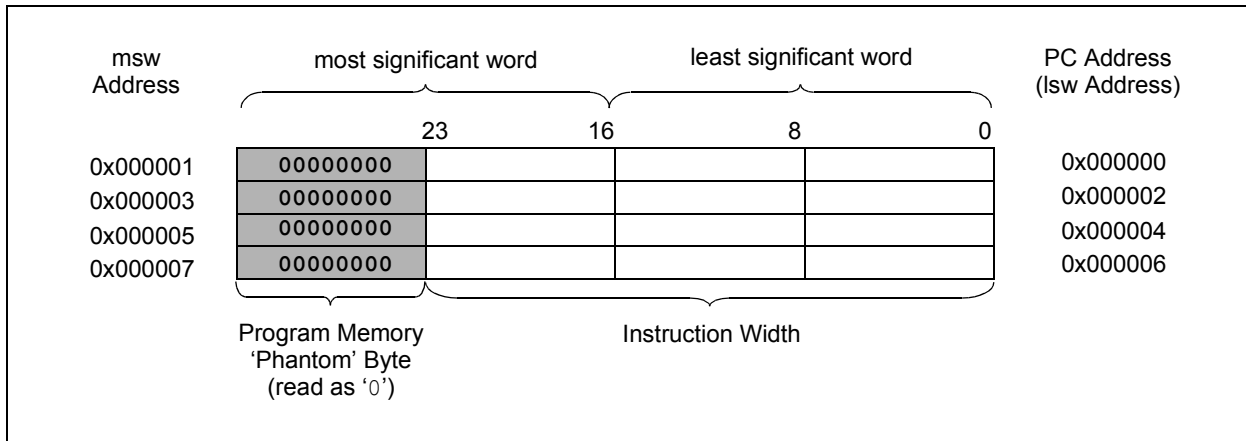 msw
Address
most significant word
least significant word
PC Address
(lsw Address)
23
16
8
0
0x000001
00000000
0x000000
0x000003
00000000
0x000002
0x000005
00000000
0x000004
0x000007
00000000
0x000006
Program Memory
‘Phantom’ Byte
(read as ‘0’)
Instruction Width